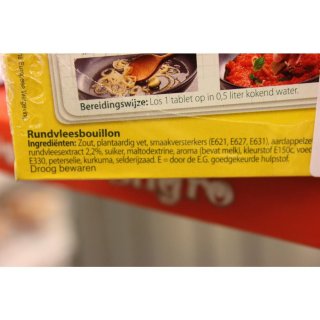 Bereidingswijze: Los 1 tablet op in 0,5 liter kokend water.
Rundvleesbouillon
Ingrediënten: Zout, plantaardig vet, smaakversterkers (E621, E627, E631), aardappelze
rundvleesextract 2,2%, suiker, maltodextrine, aroma (bevat melk), kleurstof E150c, voed
E330, peterselie, kurkuma, selderijzaad. E = door de E.G. goedgekeurde hulpstof.
Droog bewaren